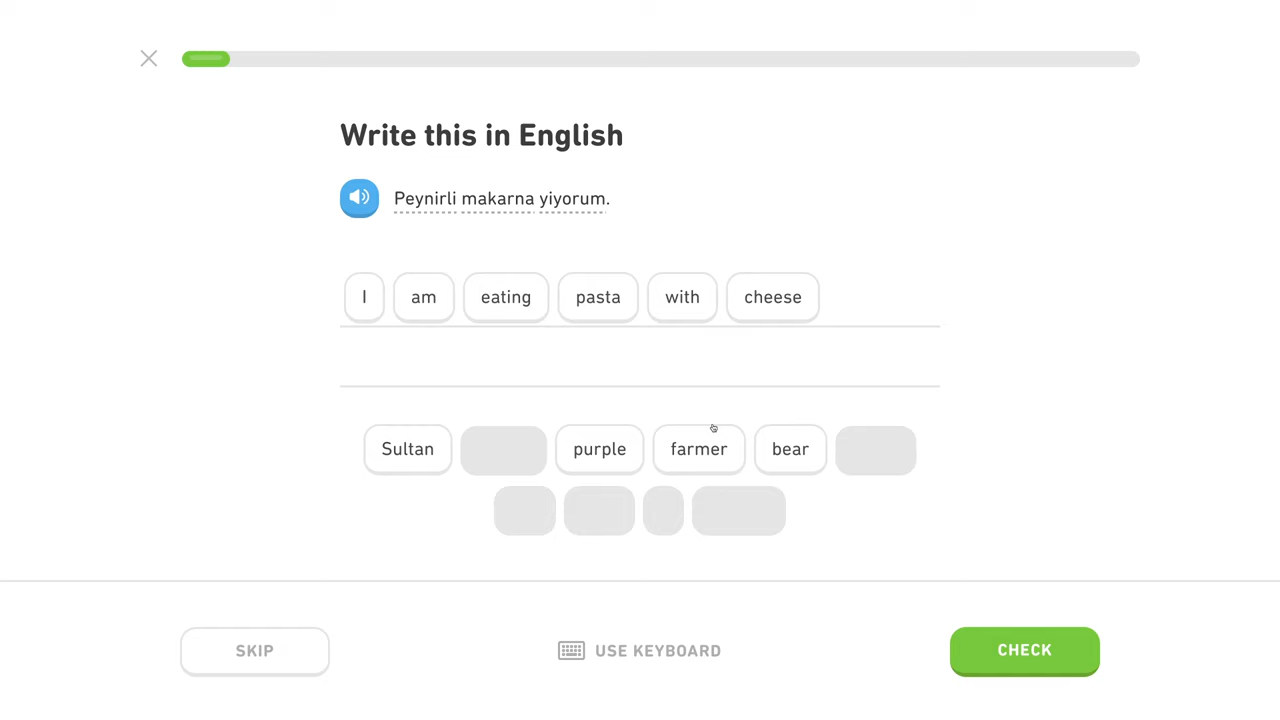 Write this in English
Peynirli makarna yiyorum.
I am eating pasta with cheese
Sultan purple farmer bear
SKIP USE KEYBOARD CHECK